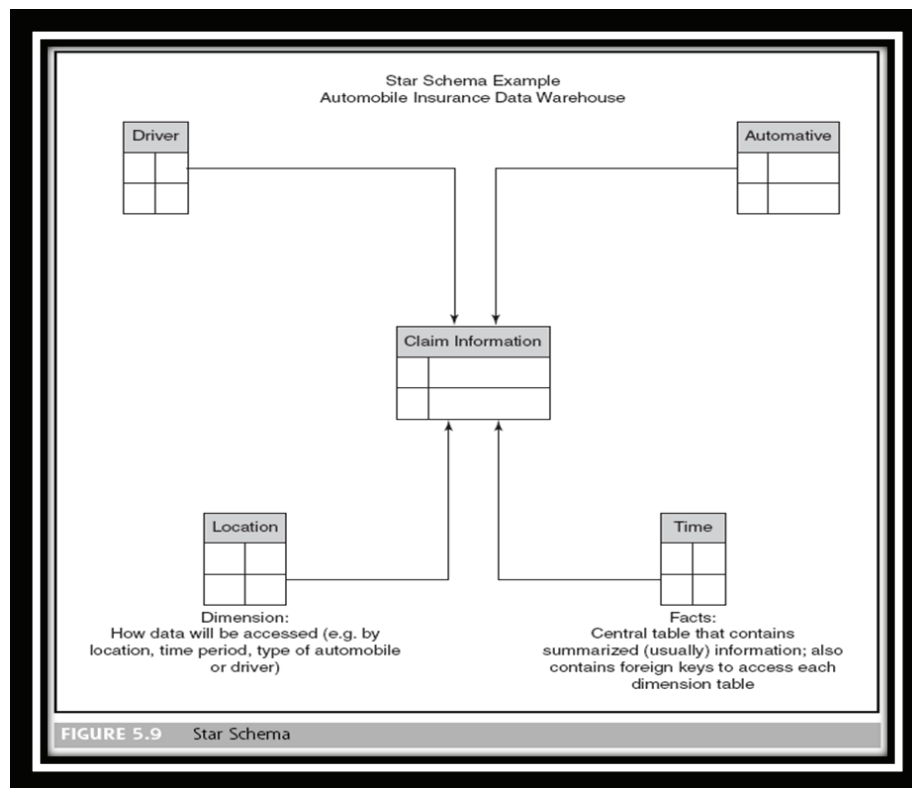 Star Schema Example
Automobile Insurance Data Warehouse
Driver
Automative
Claim Information
Location
Time
Dimension:
How data will be accessed (e.g. by
location, time period, type of automobile
or driver)
Facts:
Central table that contains
summarized (usually) information; also
contains foreign keys to access each
dimension table
FIGURE 5.9 Star Schema